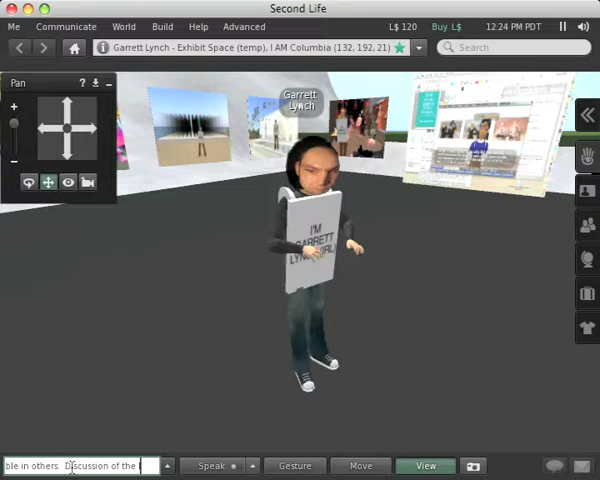 Second Life
Me Communicate World Build Help Advanced
L$ 120 Buy L$ 12:24 PM PDT
Garrett Lynch - Exhibit Space (temp), I AM Columbia (132, 192, 21)
Search
Pan ?
Garrett
Lynch
I'M
GARRETT
ble in others. Discussion of the
Speak Gesture Move View